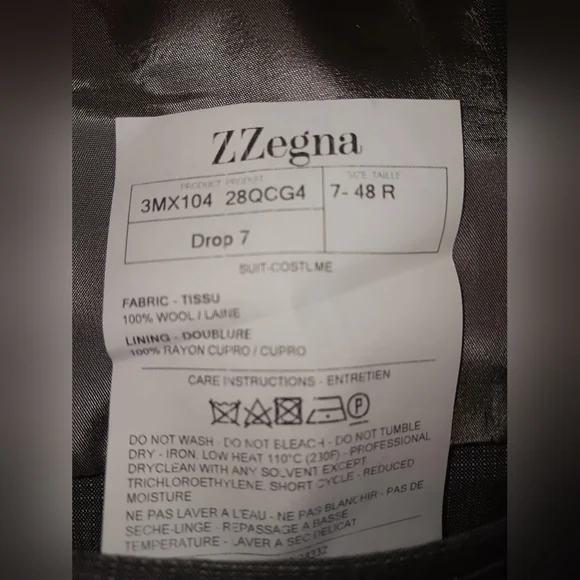 ZZegna
PRODUCT PRODUIT
SIZE TAILLE
3MX104 28QCG4
7- 48 R
Drop 7
SUIT-COSTUME
FABRIC - TISSU
100% WOOL / LAINE
LINING - DOUBLURE
100% RAYON CUPRO / CUPRO
CARE INSTRUCTIONS - ENTRETIEN
P
DO NOT WASH - DO NOT BLEACH - DO NOT TUMBLE
DRY - IRON, LOW HEAT 110°C (230F) - PROFESSIONAL
DRYCLEAN WITH ANY SOLVENT EXCEPT
TRICHLOROETHYLENE, SHORT CYCLE - REDUCED
MOISTURE
NE PAS LAVER A L'EAU - NE PAS BLANCHIR - PAS DE
SECHE-LINGE - REPASSAGE A BASSE
TEMPERATURE - LAVER A SEC DELICAT